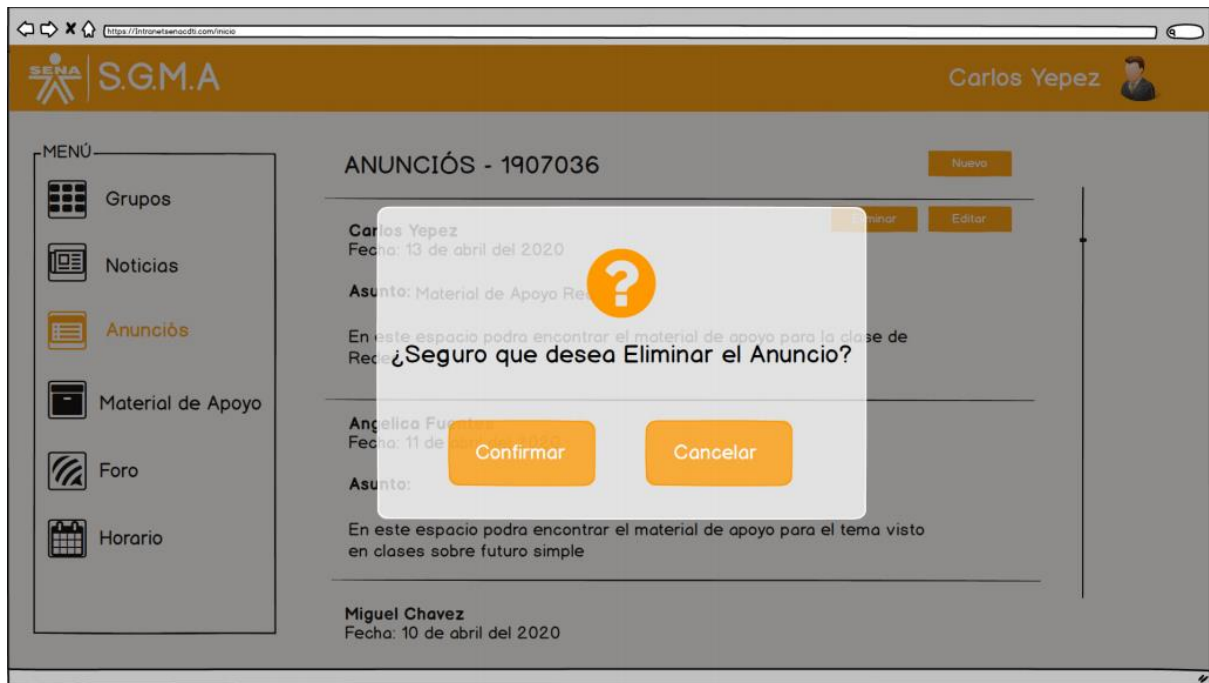 https://Intranetsenacdti.com/inicio
SENA S.G.M.A
Carlos Yepez
MENÚ
Grupos
Noticias
Anunciòs
Material de Apoyo
Foro
Horario
ANUNCIÓS - 1907036
Nuevo
Eliminar
Editar
Carlos Yepez
Fecha: 13 de abril del 2020
Asunto: Material de Apoyo
En este espacio podra encontrar el material de apoyo para la clase de
?
¿Seguro que desea Eliminar el Anuncio?
Confirmar
Cancelar
Angelica Fuentes
Fecha: 11 de abril del 2020
Asunto:
En este espacio podra encontrar el material de apoyo para el tema visto
en clases sobre futuro simple
Miguel Chavez
Fecha: 10 de abril del 2020